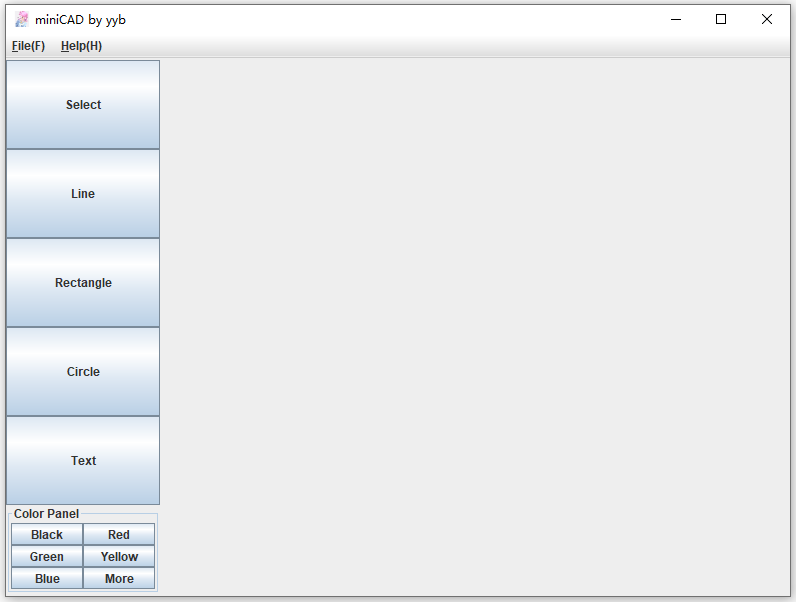 miniCAD by yyb
File(F) Help(H)
Select
Line
Rectangle
Circle
Text
Color Panel
Black Red
Green Yellow
Blue More